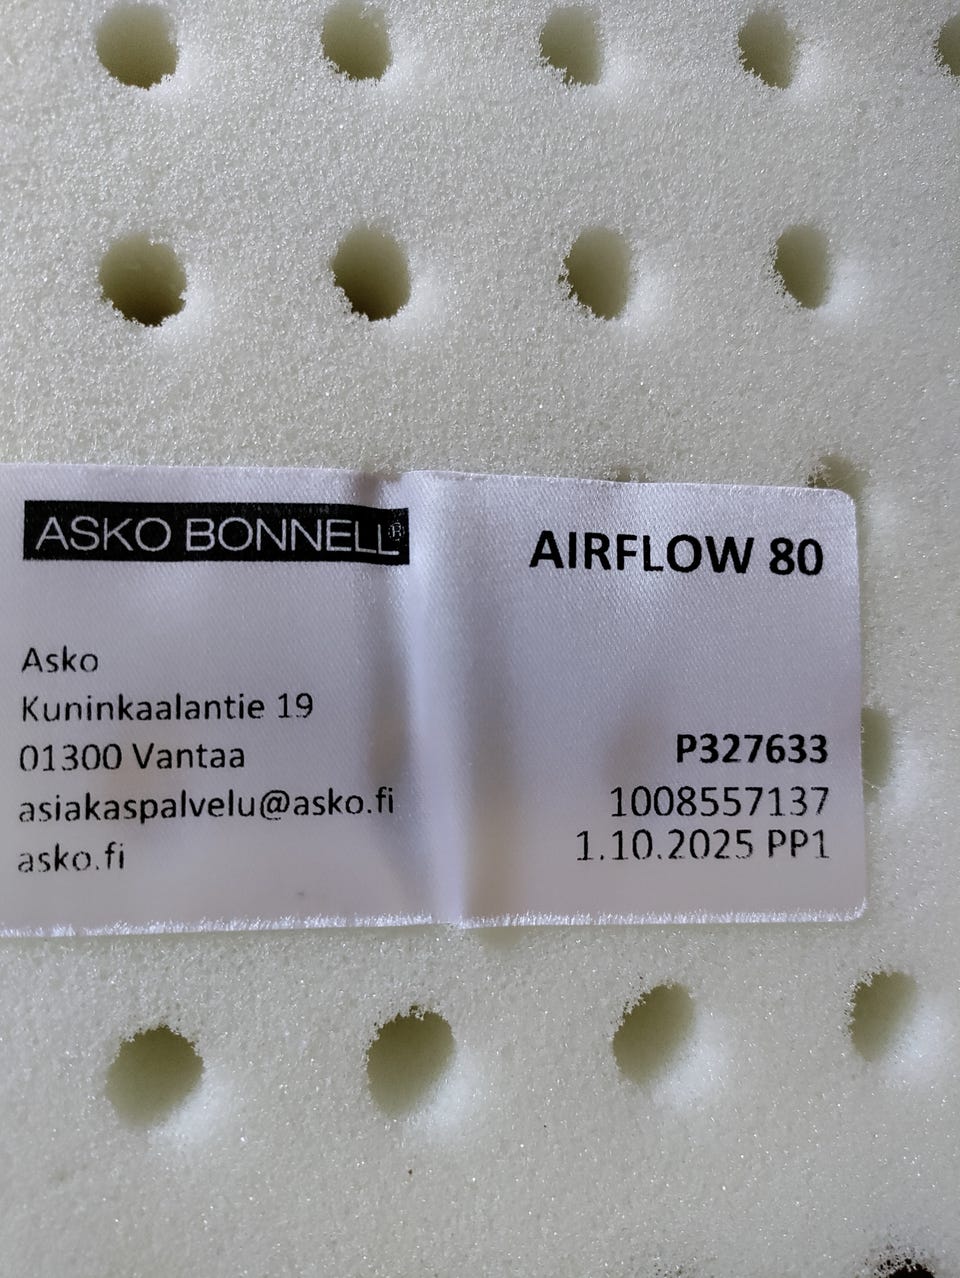 ASKO BONNELL®
Asko
Kuninkaalantie 19
01300 Vantaa
asiakaspalvelu@asko.fi
asko.fi
AIRFLOW 80
P327633
1008557137
1.10.2025 PP1